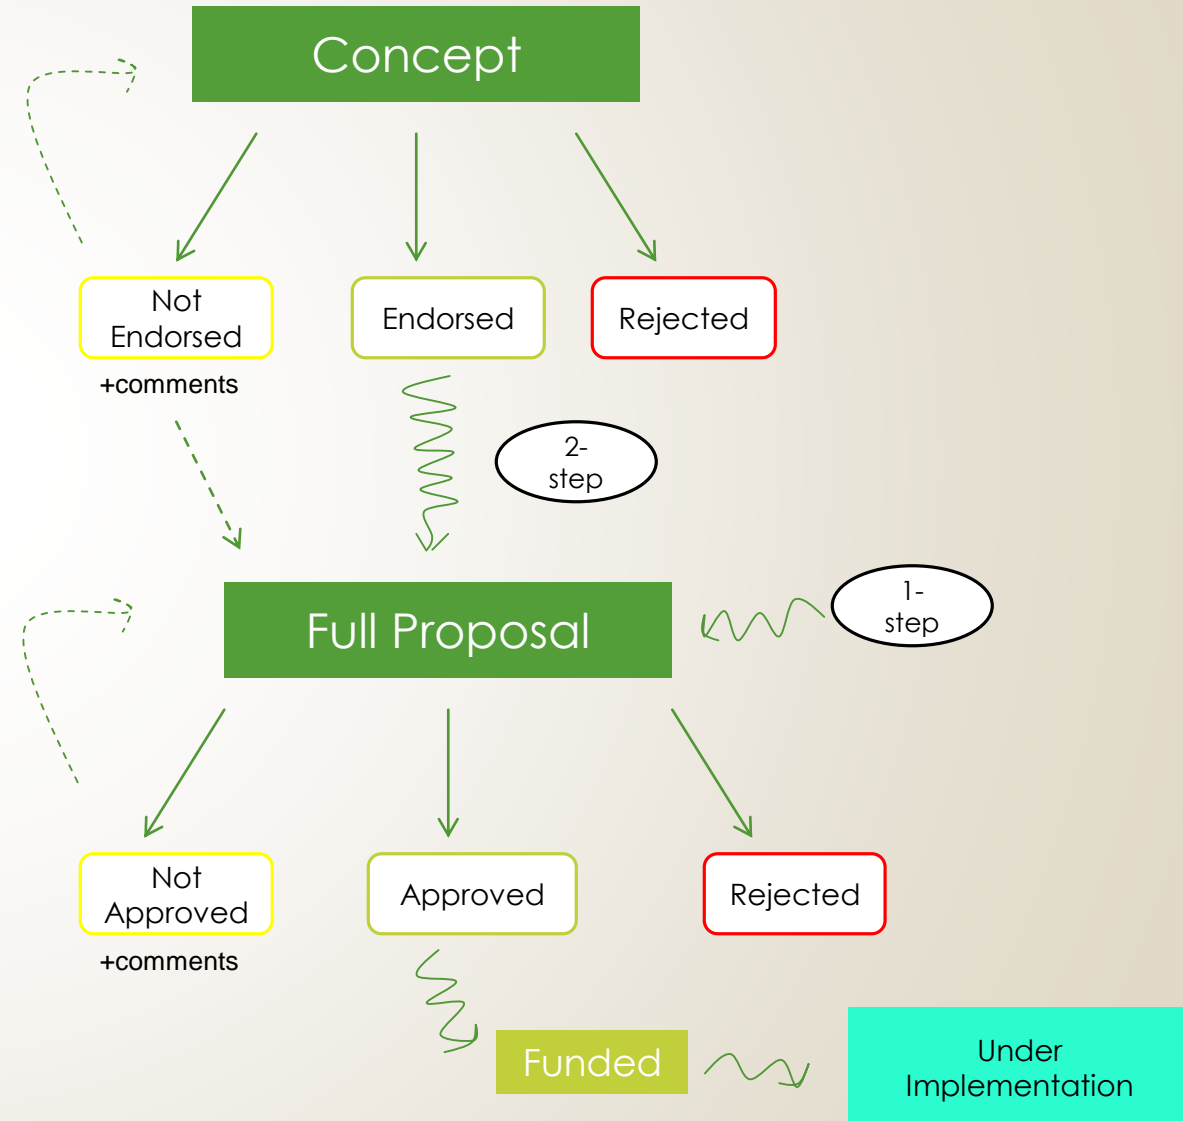 Concept
Not
Endorsed
Endorsed
Rejected
+comments
2-
step
1-
step
Full Proposal
Not
Approved
Approved
Rejected
+comments
Funded
Under
Implementation